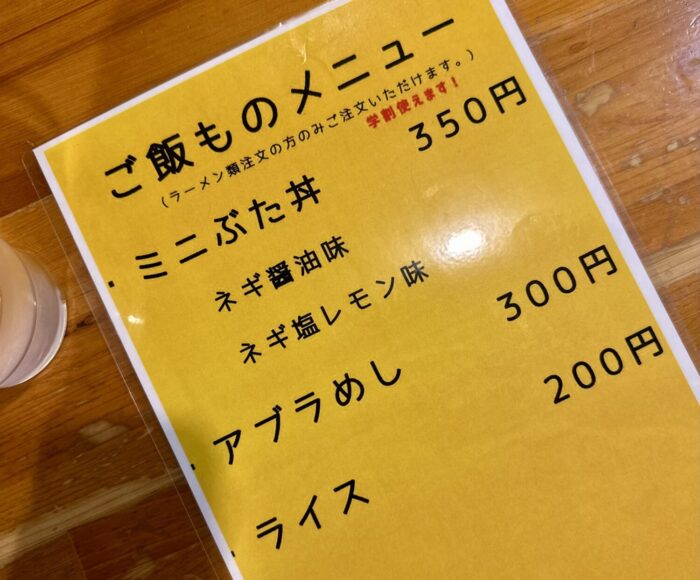 ご飯ものメニュー
(ラーメン類注文の方のみご注文いただけます。)
学割使えます!
・ミニぶた丼 350円
ネギ醤油味
ネギ塩レモン味
・アブラめし 300円
・ライス 200円